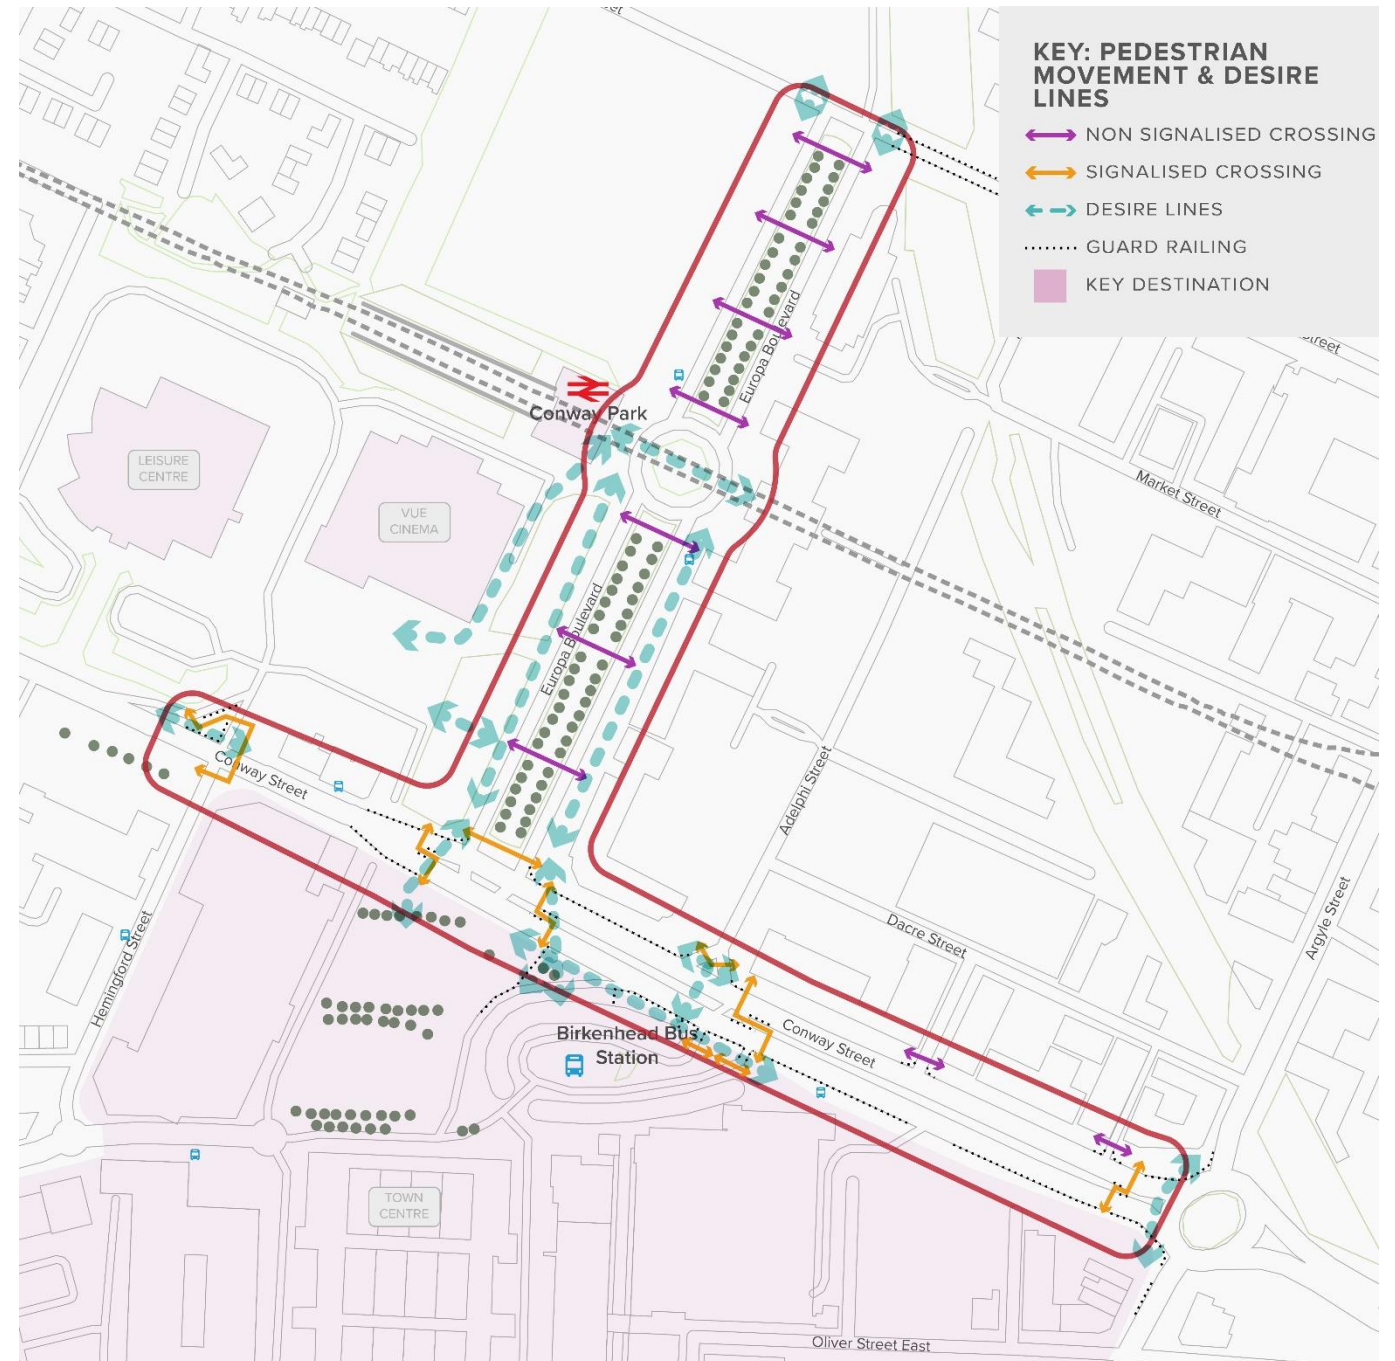 KEY: PEDESTRIAN
MOVEMENT & DESIRE
LINES
NON SIGNALISED CROSSING
SIGNALISED CROSSING
DESIRE LINES
GUARD RAILING
KEY DESTINATION
Europa Boulevard
Conway Park
LEISURE
CENTRE
VUE
CINEMA
Market Street
Europa Boulevard
Conway Street
Adelphi Street
Dacre Street
Argyle Street
Hemingford Street
Birkenhead Bus
Station
Conway Street
TOWN
CENTRE
Oliver Street East